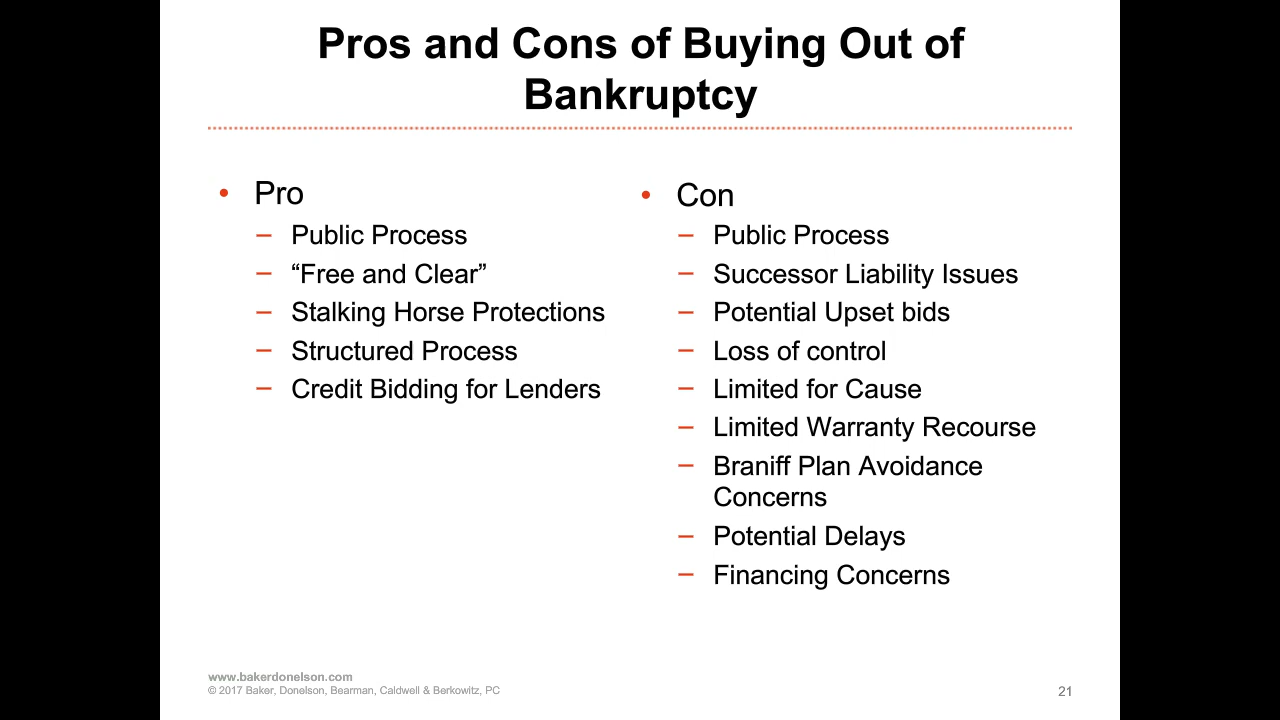 Pros and Cons of Buying Out of
Bankruptcy
• Pro
– Public Process
– “Free and Clear”
– Stalking Horse Protections
– Structured Process
– Credit Bidding for Lenders
• Con
– Public Process
– Successor Liability Issues
– Potential Upset bids
– Loss of control
– Limited for Cause
– Limited Warranty Recourse
– Braniff Plan Avoidance
Concerns
– Potential Delays
– Financing Concerns
www.bakerdonelson.com
© 2017 Baker, Donelson, Bearman, Caldwell & Berkowitz, PC
21